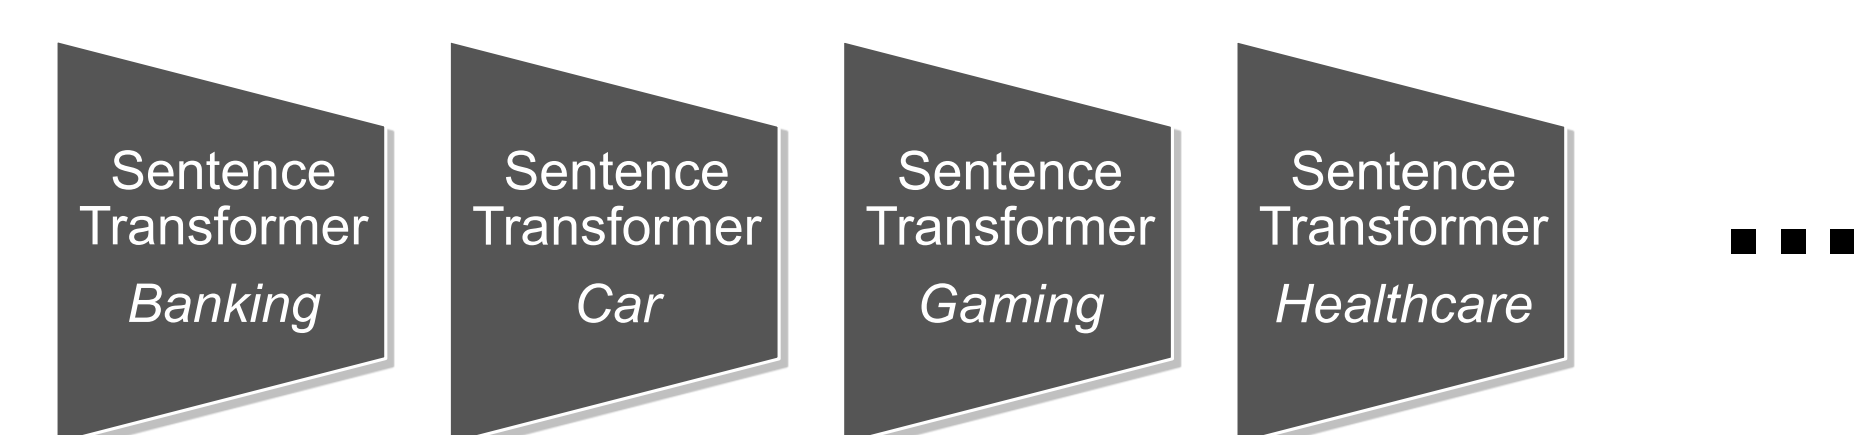 Sentence
Transformer
Banking
Sentence
Transformer
Car
Sentence
Transformer
Gaming
Sentence
Transformer
Healthcare
...